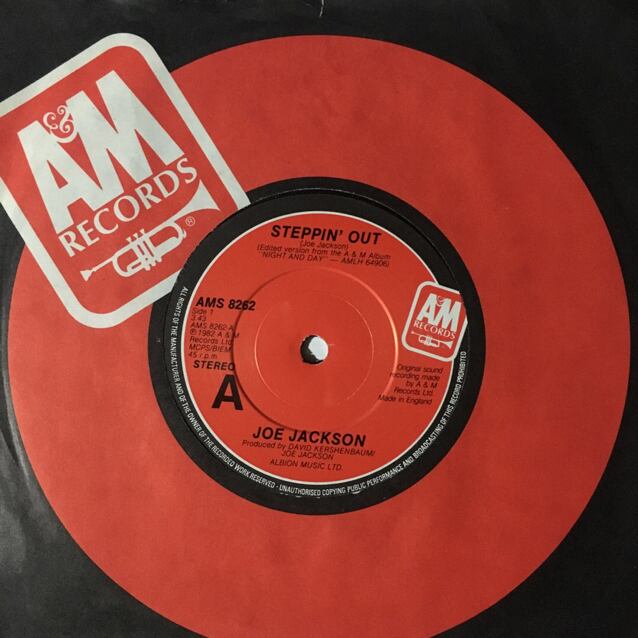 A&M
RECORDS
®
STEPPIN' OUT
(Joe Jackson)
(Edited version from the A & M Album
"NIGHT AND DAY" — AMLH 64906)
AMS 8262
Side 1
3.43
AMS 8262-A
℗ 1982 A & M
Records Ltd.
MCPS/BIEM
45 r.p.m
STEREO
A
A&M
RECORDS
Original sound
recording made
by A & M
Records Ltd.
Made in England
JOE JACKSON
Produced by DAVID KERSHENBAUM/
JOE JACKSON
ALBION MUSIC LTD.
ALL RIGHTS OF THE MANUFACTURER AND OF THE OWNER OF THE RECORDED WORK RESERVED - UNAUTHORISED COPYING PUBLIC PERFORMANCE AND BROADCASTING OF THIS RECORD PROHIBITED